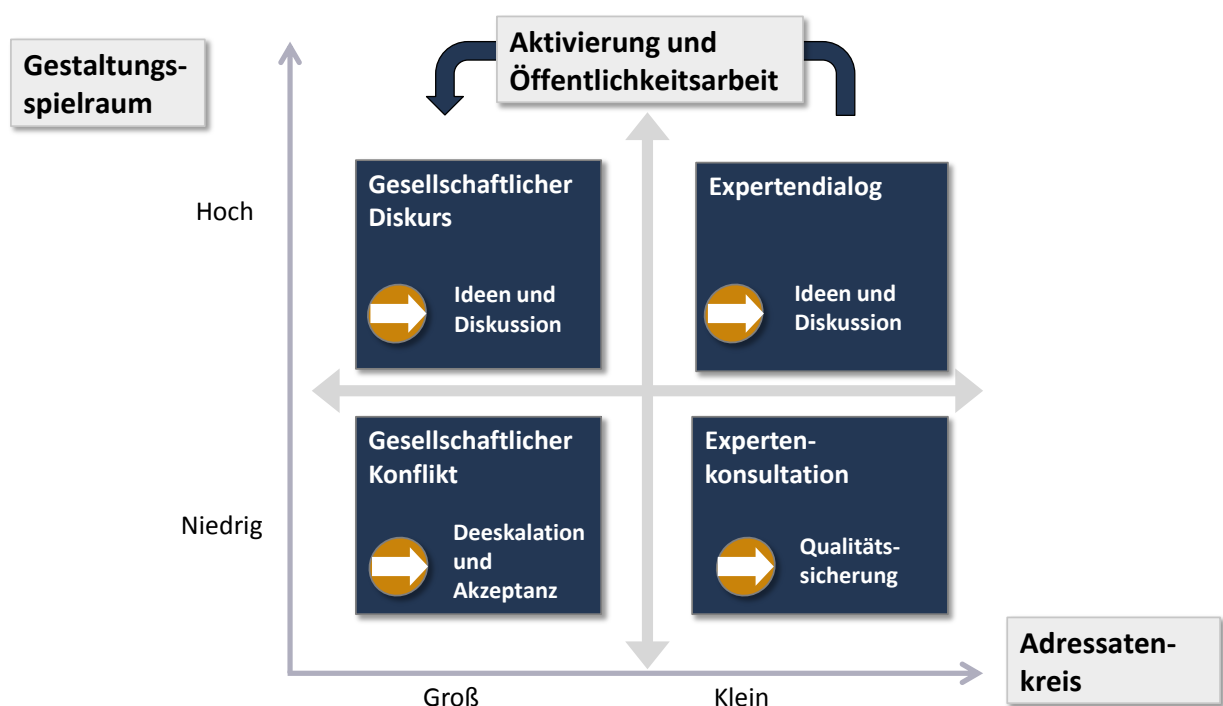 Gestaltungs-
spielraum
Aktivierung und
Öffentlichkeitsarbeit
Hoch
Gesellschaftlicher
Diskurs
Ideen und
Diskussion
Expertendialog
Ideen und
Diskussion
Niedrig
Gesellschaftlicher
Konflikt
Deeskalation
und
Akzeptanz
Experten-
konsultation
Qualitäts-
sicherung
Adressaten-
kreis
Groß
Klein